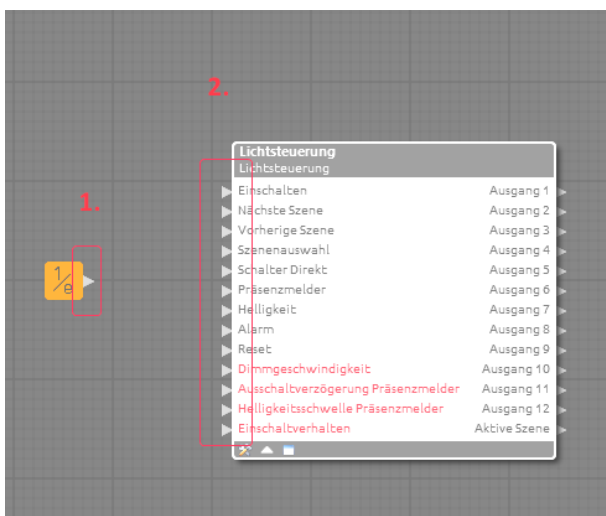 2.
Lichtsteuerung
Lichtsteuerung
1.
1/e
Einschalten Ausgang 1
Nächste Szene Ausgang 2
Vorherige Szene Ausgang 3
Szenenauswahl Ausgang 4
Schalter Direkt Ausgang 5
Präsenzmelder Ausgang 6
Helligkeit Ausgang 7
Alarm Ausgang 8
Reset Ausgang 9
Dimmgeschwindigkeit Ausgang 10
Ausschaltverzögerung Präsenzmelder Ausgang 11
Helligkeitsschwelle Präsenzmelder Ausgang 12
Einschaltverhalten Aktive Szene